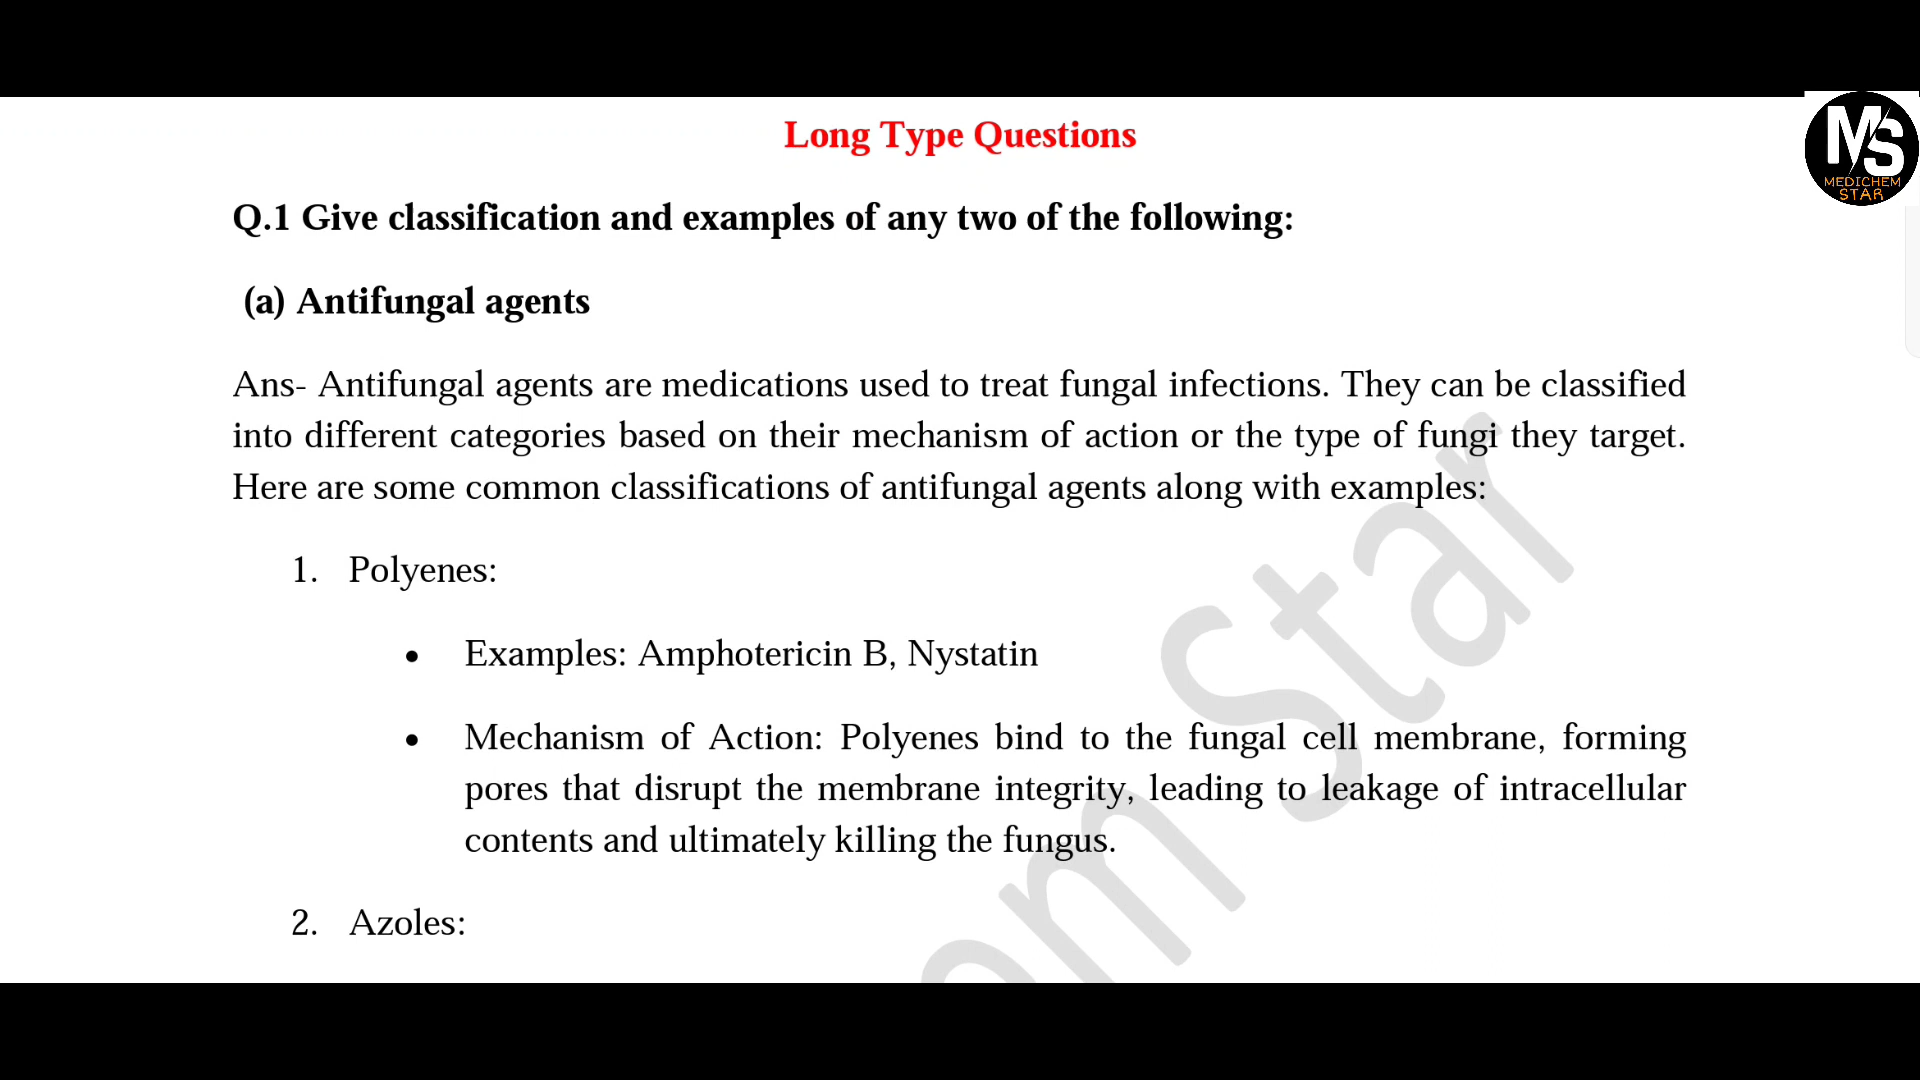 Long Type Questions
MS
MEDICHEM
STAR
Q.1 Give classification and examples of any two of the following:
(a) Antifungal agents
Ans- Antifungal agents are medications used to treat fungal infections. They can be classified
into different categories based on their mechanism of action or the type of fungi they target.
Here are some common classifications of antifungal agents along with examples:
1. Polyenes:
• Examples: Amphotericin B, Nystatin
• Mechanism of Action: Polyenes bind to the fungal cell membrane, forming
pores that disrupt the membrane integrity, leading to leakage of intracellular
contents and ultimately killing the fungus.
2. Azoles:
em Star